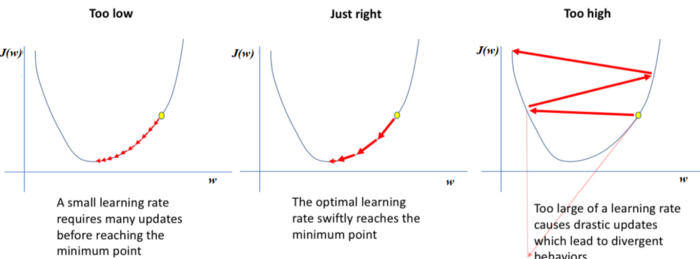 Too low
J(w)
w
A small learning rate
requires many updates
before reaching the
minimum point
Just right
J(w)
w
The optimal learning
rate swiftly reaches the
minimum point
Too high
J(w)
w
Too large of a learning rate
causes drastic updates
which lead to divergent
behaviors